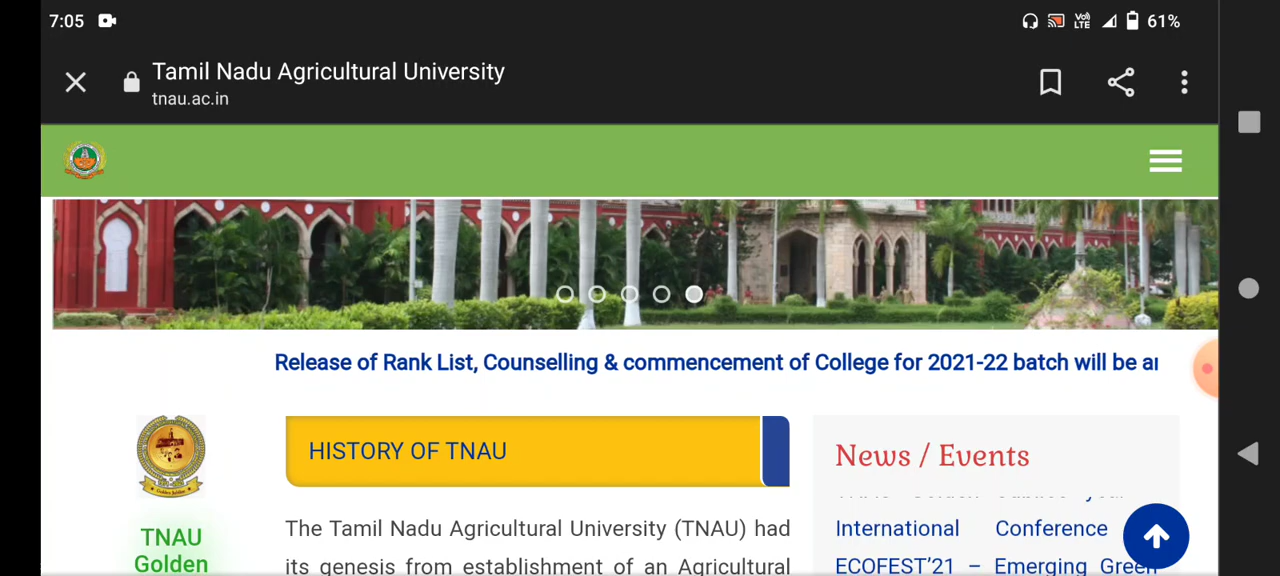 7:05
Vo)
LTE
61%
Tamil Nadu Agricultural University
tnau.ac.in
Release of Rank List, Counselling & commencement of College for 2021-22 batch will be
HISTORY OF TNAU
News / Events
TNAU
Golden
The Tamil Nadu Agricultural University (TNAU) had
its genesis from establishment of an Agricultural
International Conference
ECOFEST'21 – Emerging Green